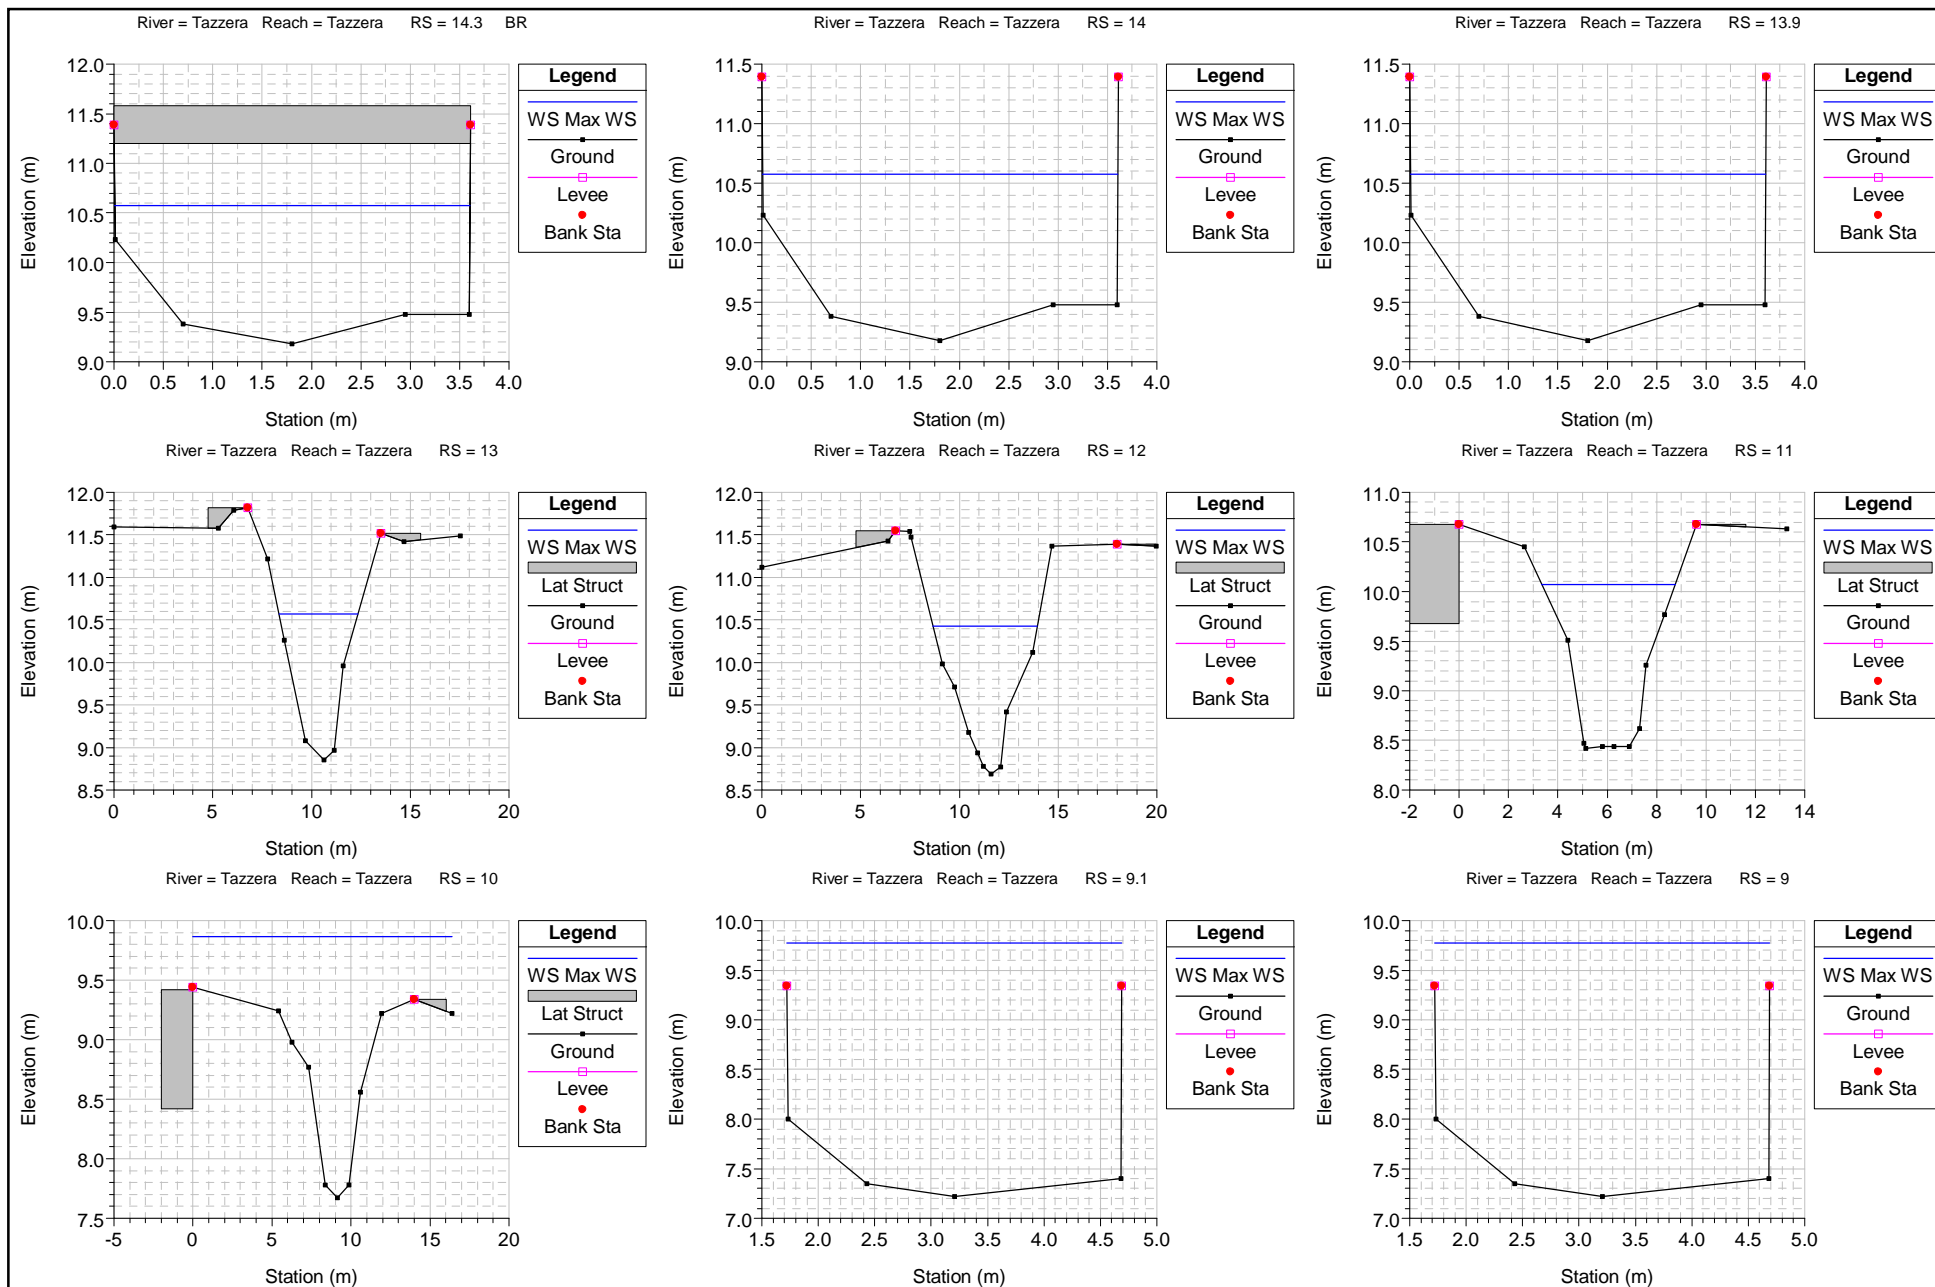 River = Tazzera Reach = Tazzera RS = 14.3 BR
12.0
11.5
11.0
10.5
10.0
9.5
9.0
0.0 0.5 1.0 1.5 2.0 2.5 3.0 3.5 4.0
Elevation (m)
Station (m)
Legend
WS Max WS
Ground
Levee
Bank Sta
River = Tazzera Reach = Tazzera RS = 14
11.5
11.0
10.5
10.0
9.5
9.0
0.0 0.5 1.0 1.5 2.0 2.5 3.0 3.5 4.0
Elevation (m)
Station (m)
Legend
WS Max WS
Ground
Levee
Bank Sta
River = Tazzera Reach = Tazzera RS = 13.9
11.5
11.0
10.5
10.0
9.5
9.0
0.0 0.5 1.0 1.5 2.0 2.5 3.0 3.5 4.0
Elevation (m)
Station (m)
Legend
WS Max WS
Ground
Levee
Bank Sta
River = Tazzera Reach = Tazzera RS = 13
12.0
11.5
11.0
10.5
10.0
9.5
9.0
8.5
0 5 10 15 20
Elevation (m)
Station (m)
Legend
WS Max WS
Lat Struct
Ground
Levee
Bank Sta
River = Tazzera Reach = Tazzera RS = 12
12.0
11.5
11.0
10.5
10.0
9.5
9.0
8.5
0 5 10 15 20
Elevation (m)
Station (m)
Legend
WS Max WS
Lat Struct
Ground
Levee
Bank Sta
River = Tazzera Reach = Tazzera RS = 11
11.0
10.5
10.0
9.5
9.0
8.5
8.0
-2 0 2 4 6 8 10 12 14
Elevation (m)
Station (m)
Legend
WS Max WS
Lat Struct
Ground
Levee
Bank Sta
River = Tazzera Reach = Tazzera RS = 10
10.0
9.5
9.0
8.5
8.0
7.5
-5 0 5 10 15 20
Elevation (m)
Station (m)
Legend
WS Max WS
Lat Struct
Ground
Levee
Bank Sta
River = Tazzera Reach = Tazzera RS = 9.1
10.0
9.5
9.0
8.5
8.0
7.5
7.0
1.5 2.0 2.5 3.0 3.5 4.0 4.5 5.0
Elevation (m)
Station (m)
Legend
WS Max WS
Ground
Levee
Bank Sta
River = Tazzera Reach = Tazzera RS = 9
10.0
9.5
9.0
8.5
8.0
7.5
7.0
1.5 2.0 2.5 3.0 3.5 4.0 4.5 5.0
Elevation (m)
Station (m)
Legend
WS Max WS
Ground
Levee
Bank Sta